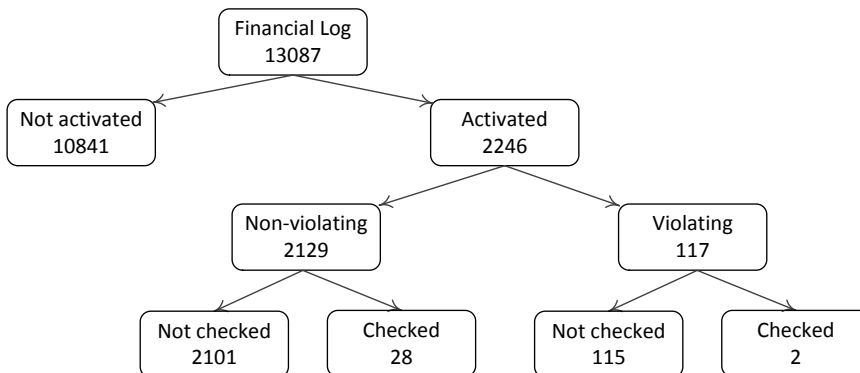 Financial Log
13087
Not activated
10841
Activated
2246
Non-violating
2129
Violating
117
Not checked
2101
Checked
28
Not checked
115
Checked
2